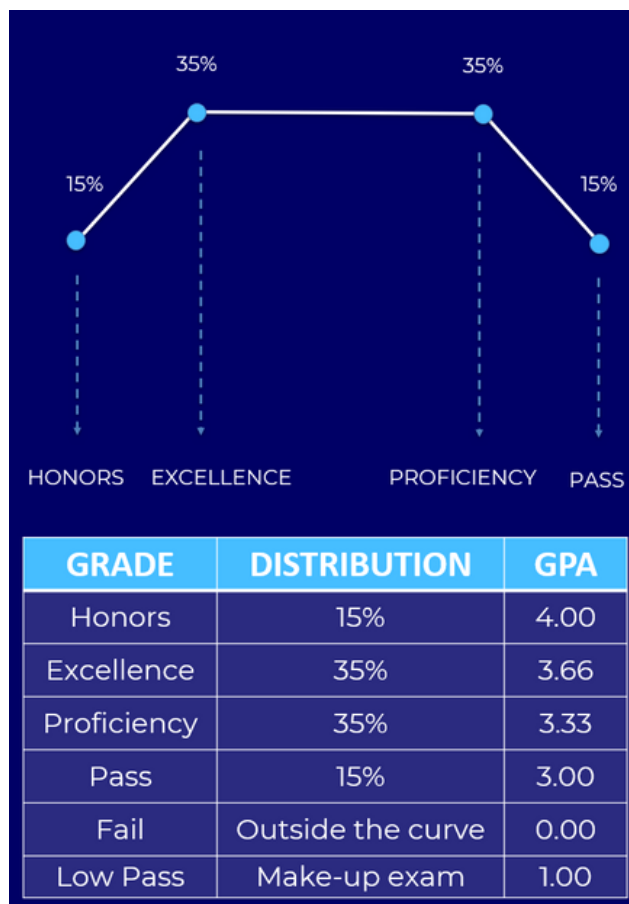 35% 35%
15% 15%
HONORS EXCELLENCE PROFICIENCY PASS
GRADE DISTRIBUTION GPA
Honors 15% 4.00
Excellence 35% 3.66
Proficiency 35% 3.33
Pass 15% 3.00
Fail Outside the curve 0.00
Low Pass Make-up exam 1.00